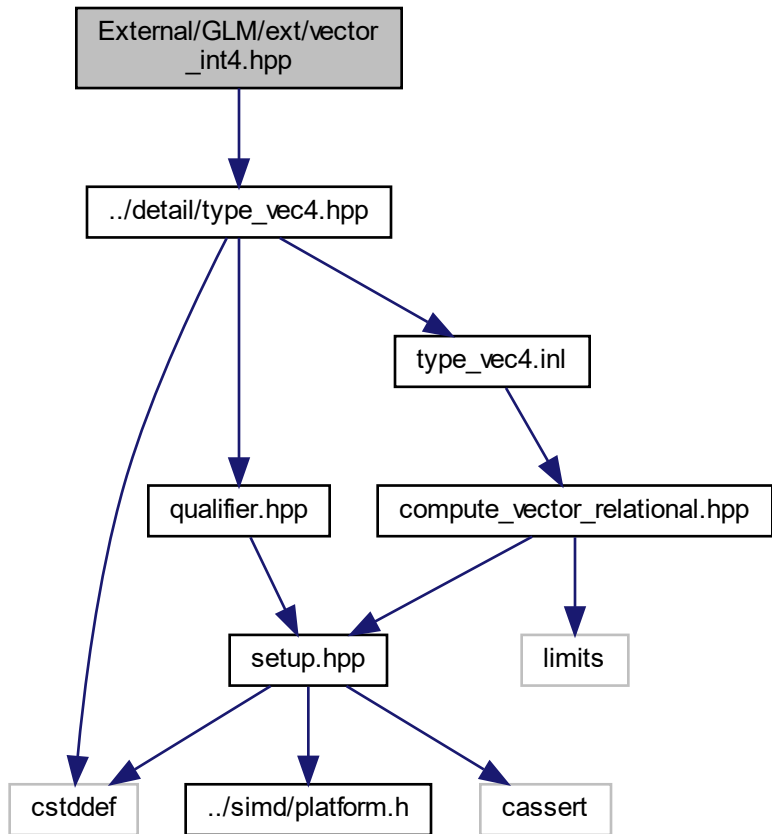 External/GLM/ext/vector
_int4.hpp
../detail/type_vec4.hpp
type_vec4.inl
qualifier.hpp
compute_vector_relational.hpp
setup.hpp
limits
cstddef
../simd/platform.h
cassert